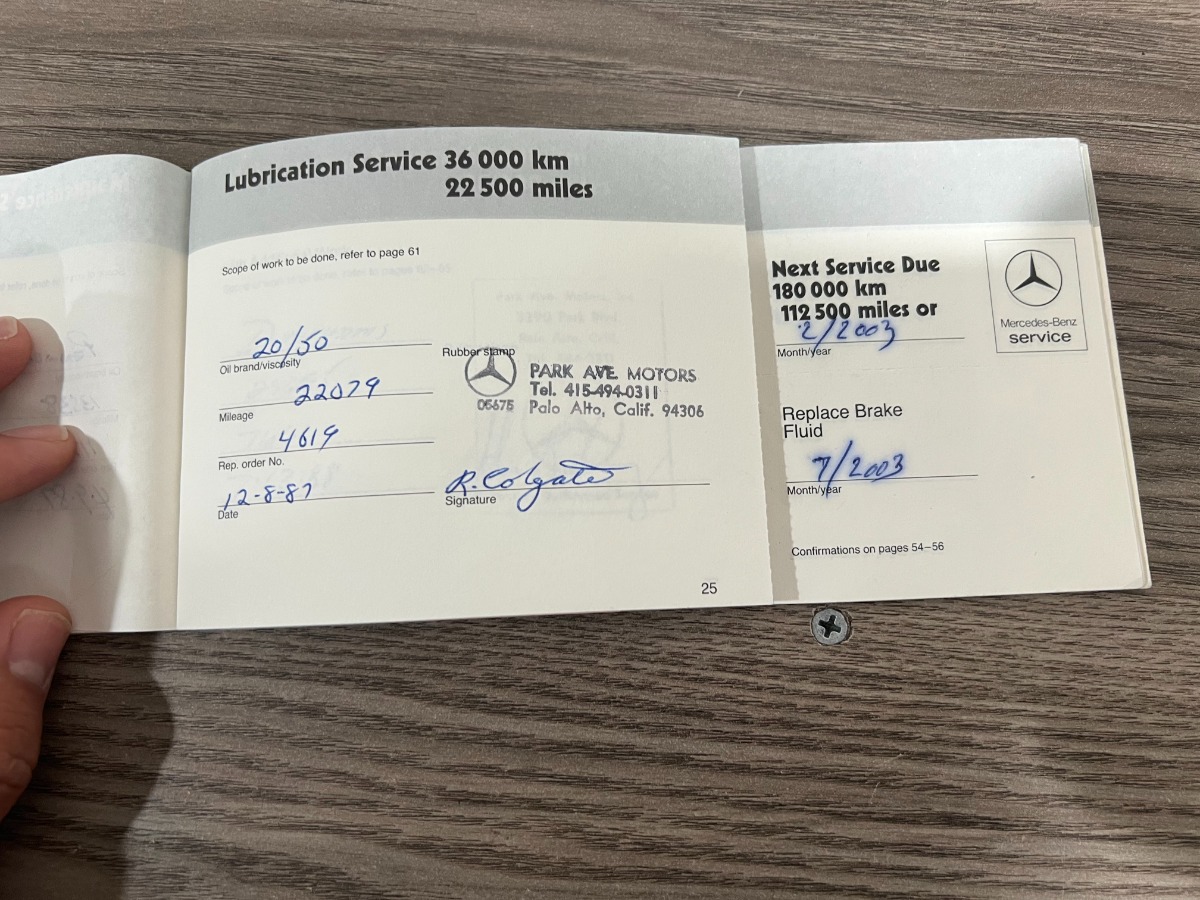 Lubrication Service 36 000 km
22 500 miles
Scope of work to be done, refer to page 61
20/50
Oil brand/viscosity
22079
Mileage
4619
Rep. order No.
12-8-87
Date
Rubber stamp
PARK AVE MOTORS
Tel. 415-494-0311
05675 Palo Alto, Calif. 94306
R. Colgate
Signature
25
Next Service Due
180 000 km
112 500 miles or
2/2003
Month/year
Replace Brake
Fluid
7/2003
Month/year
Confirmations on pages 54–56
Mercedes-Benz
service